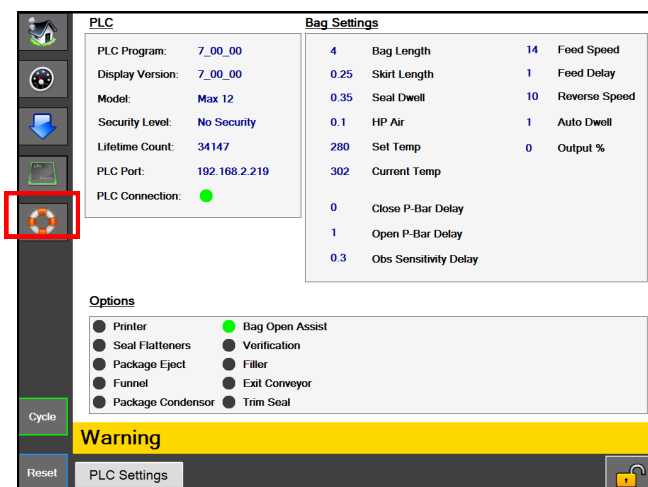 PLC
PLC Program: 7_00_00
Display Version: 7_00_00
Model: Max 12
Security Level: No Security
Lifetime Count: 34147
PLC Port: 192.168.2.219
PLC Connection:
Bag Settings
4 Bag Length 14 Feed Speed
0.25 Skirt Length 1 Feed Delay
0.35 Seal Dwell 10 Reverse Speed
0.1 HP Air 1 Auto Dwell
280 Set Temp 0 Output %
302 Current Temp
0 Close P-Bar Delay
1 Open P-Bar Delay
0.3 Obs Sensitivity Delay
Options
Printer Bag Open Assist
Seal Flatteners Verification
Package Eject Filler
Funnel Exit Conveyor
Package Condensor Trim Seal
Cycle
Warning
Reset PLC Settings